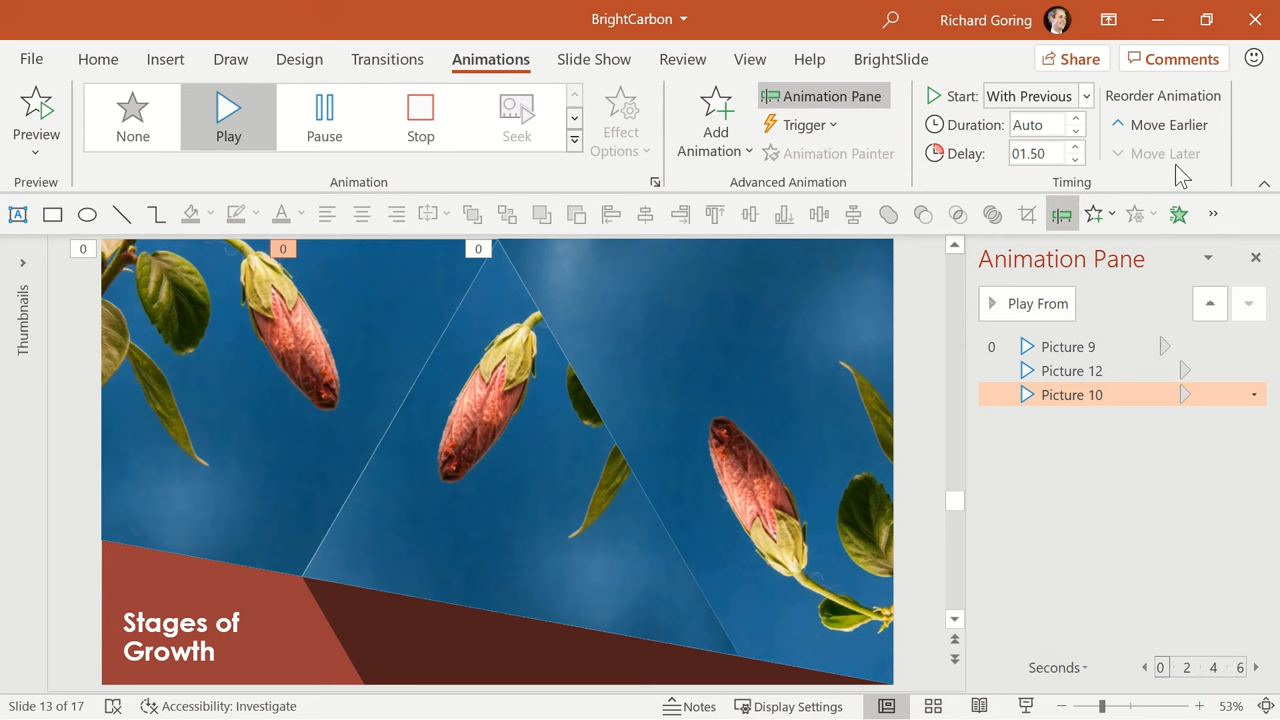 BrightCarbon
Richard Goring
File Home Insert Draw Design Transitions Animations Slide Show Review View Help BrightSlide Share Comments
Preview
None Play Pause Stop Seek
Effect
Options
Add
Animation
Animation Pane
Trigger
Animation Painter
Start: With Previous
Duration: Auto
Delay: 01.50
Reorder Animation
Move Earlier
Move Later
Preview Animation Advanced Animation Timing
Thumbnails
0 0 0
Stages of
Growth
Animation Pane
Play From
0 Picture 9
Picture 12
Picture 10
Seconds 0 2 4 6
Slide 13 of 17 Accessibility: Investigate Notes Display Settings 53%